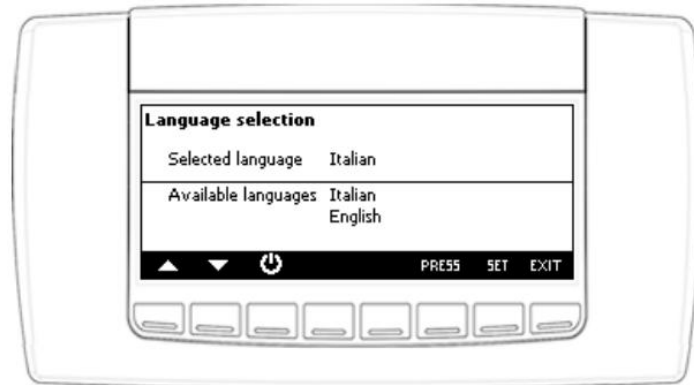 Language selection
Selected language Italian
Available languages Italian
English
PRESS SET EXIT